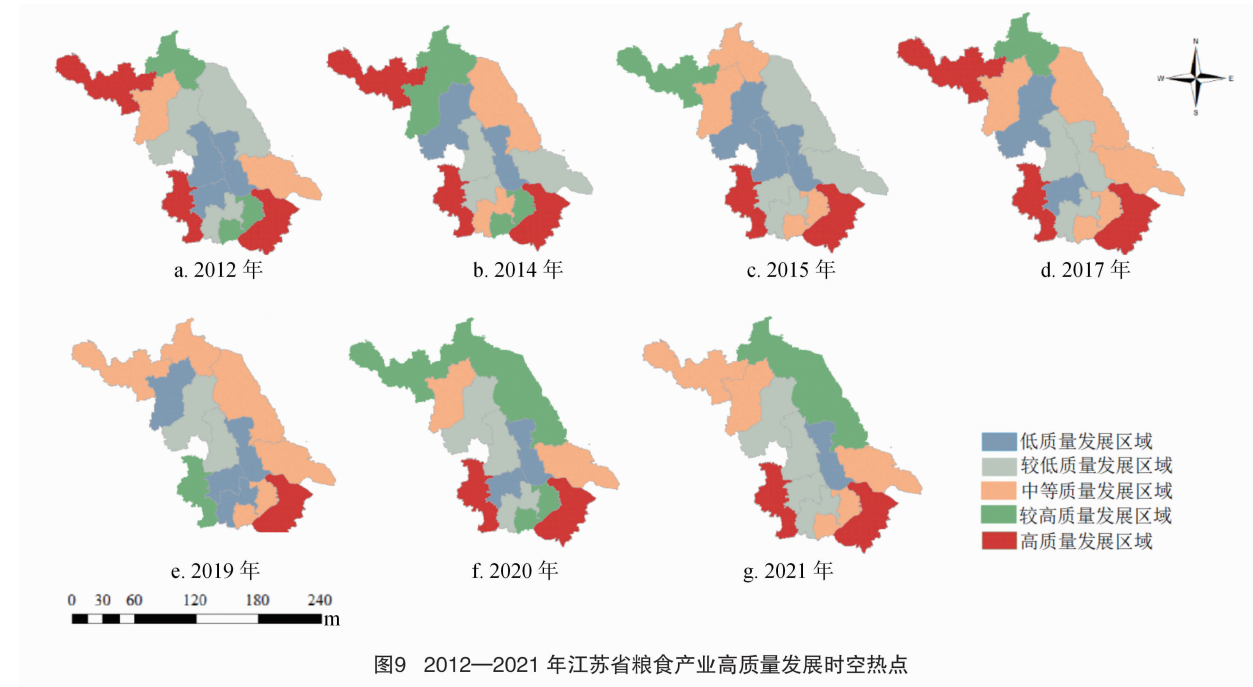 N
W E
S
a. 2012 年
b. 2014 年
c. 2015 年
d. 2017 年
低质量发展区域
较低质量发展区域
中等质量发展区域
较高质量发展区域
高质量发展区域
e. 2019 年
f. 2020 年
g. 2021 年
0 30 60 120 180 240
m
图9 2012—2021 年江苏省粮食产业高质量发展时空热点